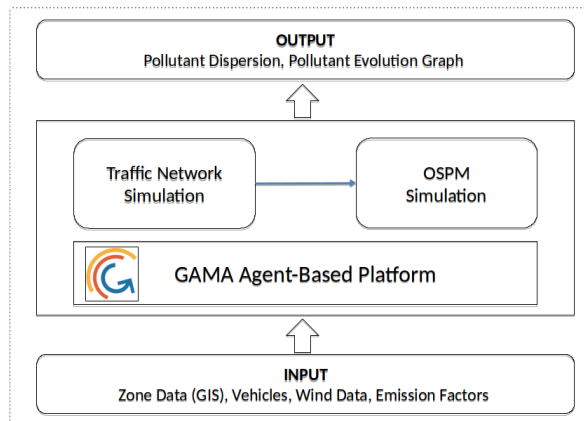 OUTPUT
Pollutant Dispersion, Pollutant Evolution Graph
Traffic Network
Simulation
OSPM
Simulation
GAMA Agent-Based Platform
INPUT
Zone Data (GIS), Vehicles, Wind Data, Emission Factors